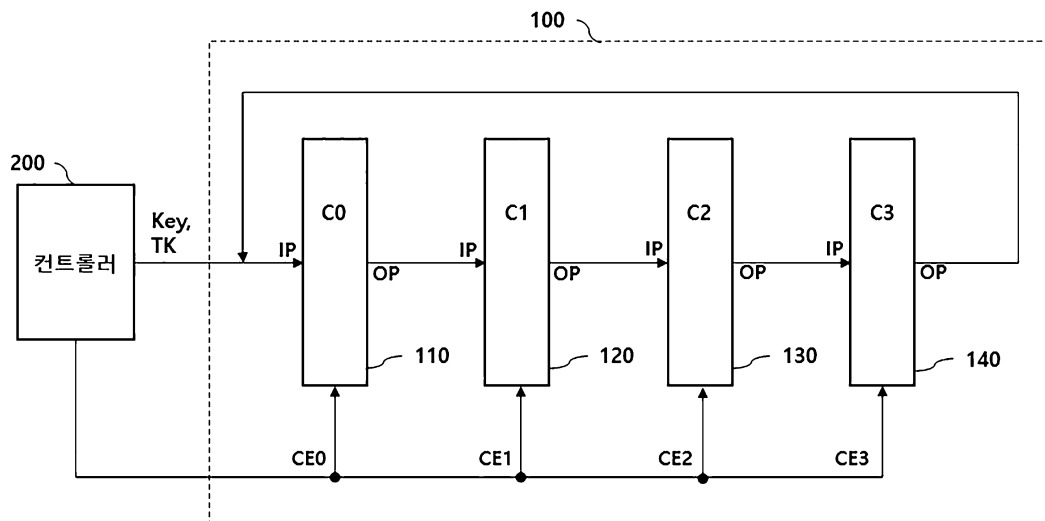 100
200
컨트롤러
Key,
TK
C0
C1
C2
C3
IP
OP
IP
OP
IP
OP
IP
OP
110
120
130
140
CE0
CE1
CE2
CE3